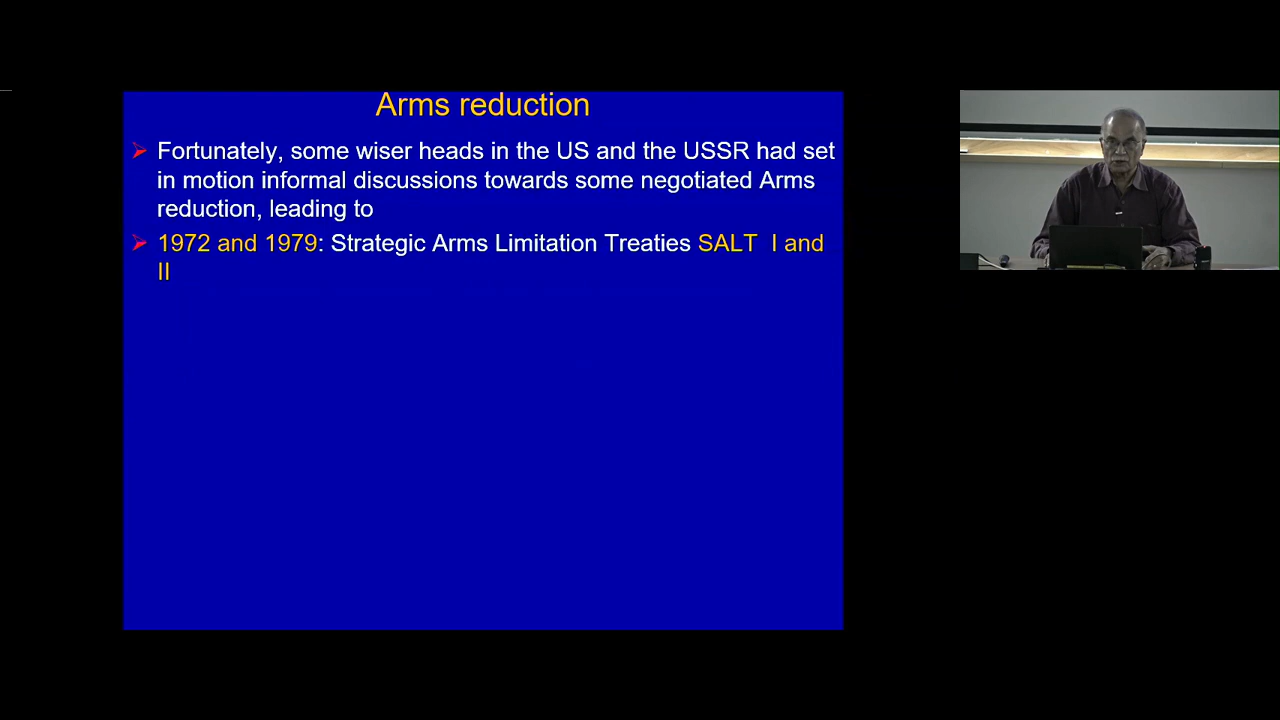 Arms reduction
Fortunately, some wiser heads in the US and the USSR had set
in motion informal discussions towards some negotiated Arms
reduction, leading to
1972 and 1979: Strategic Arms Limitation Treaties SALT I and
II